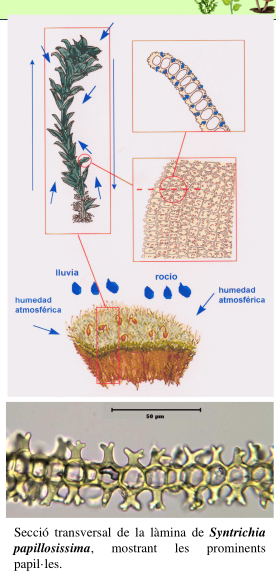 lluvia rocío
humedad
atmosférica
humedad
atmosférica
50 µm
Secció transversal de la làmina de Syntrichia
papillosissima, mostrant les prominents
papil·les.